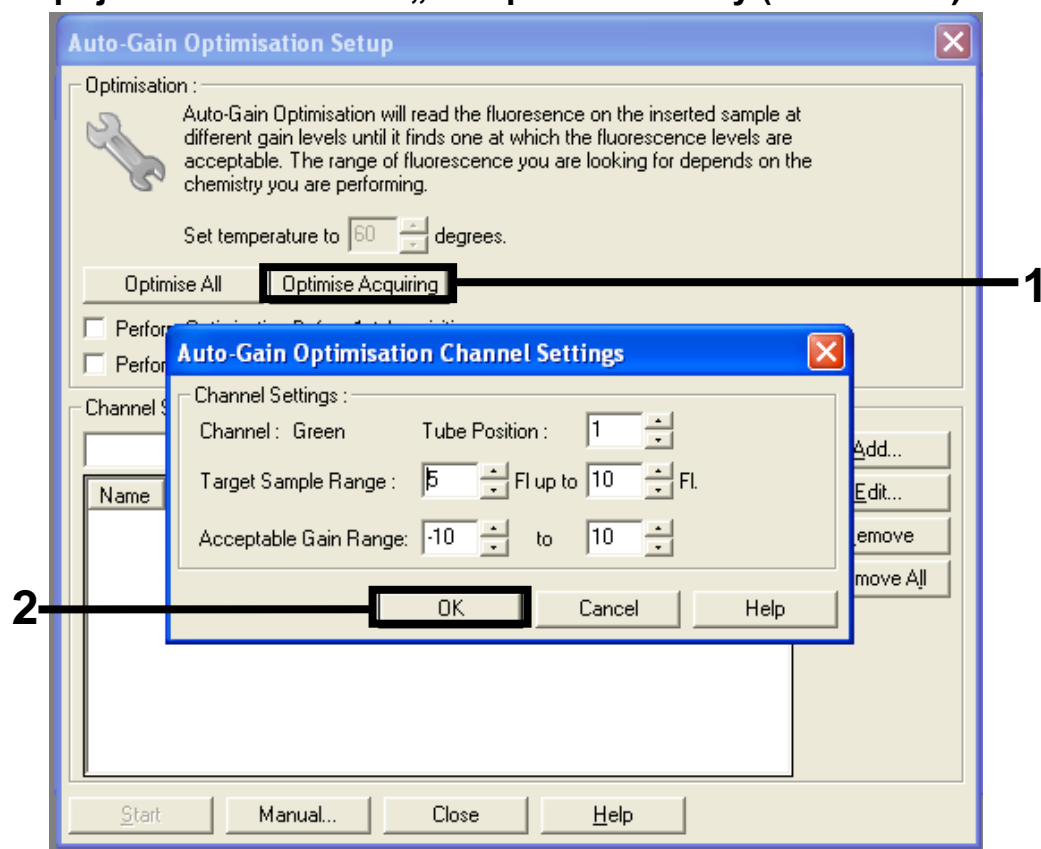 Auto-Gain Optimisation Setup
Optimisation :
Auto-Gain Optimisation will read the fluoresence on the inserted sample at
different gain levels until it finds one at which the fluorescence levels are
acceptable. The range of fluorescence you are looking for depends on the
chemistry you are performing.
Set temperature to 60 degrees.
Optimise All Optimise Acquiring
1
Auto-Gain Optimisation Channel Settings
Channel Settings :
Channel : Green Tube Position : 1
Target Sample Range : 5 Fl up to 10 Fl.
Acceptable Gain Range: -10 to 10
OK Cancel Help
2
Channel
Add...
Name
Edit...
emove
move All
Start Manual... Close Help